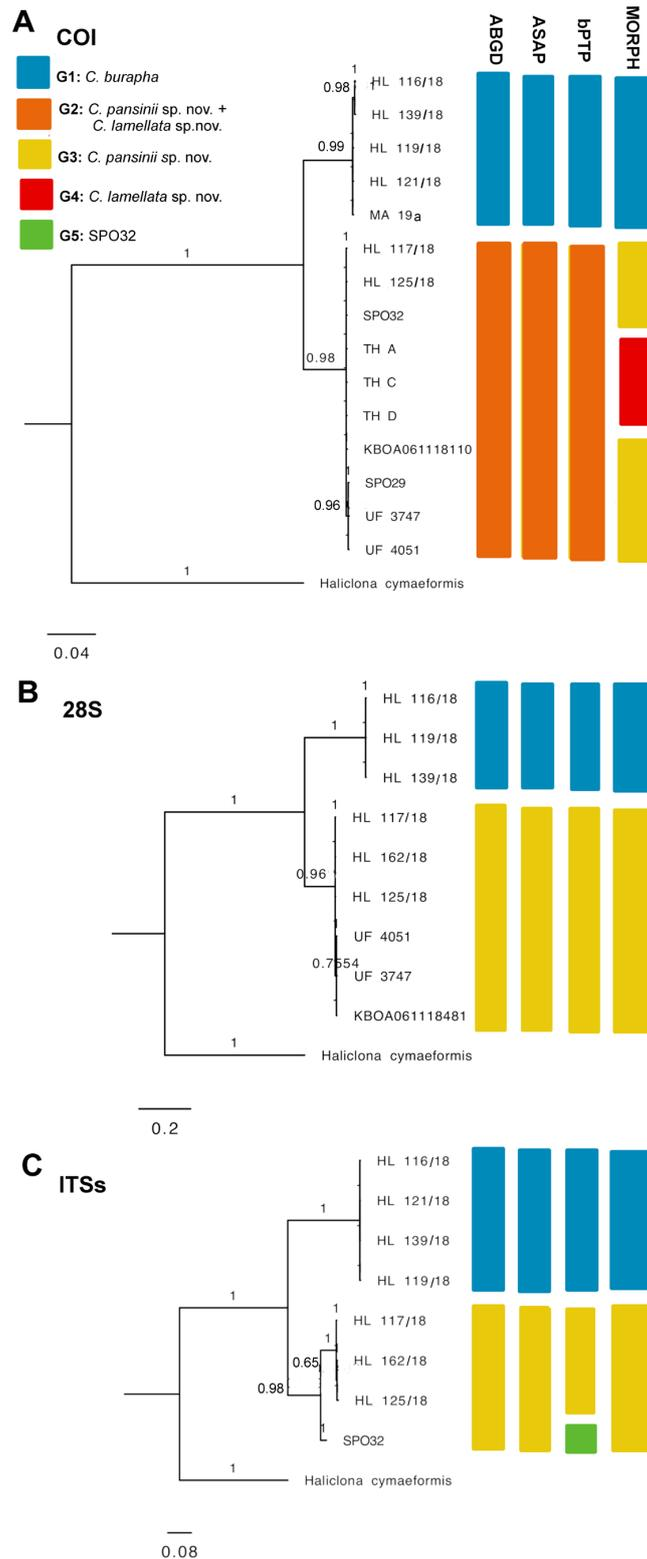 A
COI
ABGD
ASAP
bPTP
MORPH
G1: C. burapha
G2: C. pansinii sp. nov. +
C. lamellata sp.nov.
G3: C. pansinii sp. nov.
G4: C. lamellata sp. nov.
G5: SPO32
1
0.98
HL 116/18
HL 139/18
0.99
HL 119/18
HL 121/18
MA 19a
1
HL 117/18
1
HL 125/18
SPO32
TH A
0.98
TH C
TH D
KBOA061118110
1
SPO29
0.96
UF 3747
UF 4051
1
Haliclona cymaeformis
0.04
B
28S
1
HL 116/18
1
HL 119/18
HL 139/18
1
1
HL 117/18
HL 162/18
0.96
HL 125/18
1
UF 4051
0.7554
UF 3747
KBOA061118481
1
Haliclona cymaeformis
0.2
C
ITSs
HL 116/18
1
HL 121/18
HL 139/18
HL 119/18
1
1
HL 117/18
1
0.65
HL 162/18
0.98
HL 125/18
1
SPO32
1
Haliclona cymaeformis
0.08